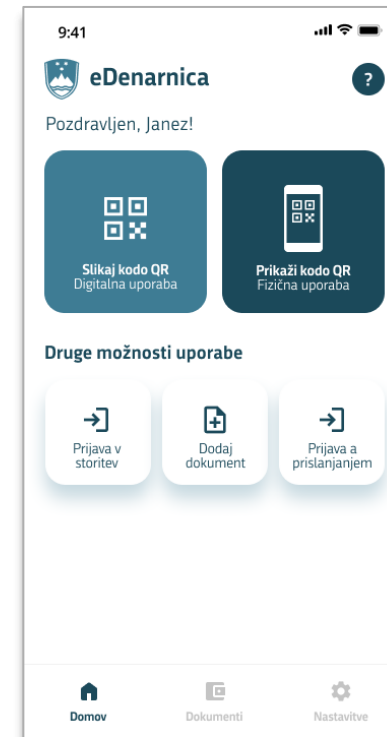 9:41
eDenarnica
?
Pozdravljen, Janez!
Slikaj kodo QR
Digitalna uporaba
Prikaži kodo QR
Fizična uporaba
Druge možnosti uporabe
Prijava v
storitev
Dodaj
dokument
Prijava a
prislanjanjem
Domov
Dokumenti
Nastavitve